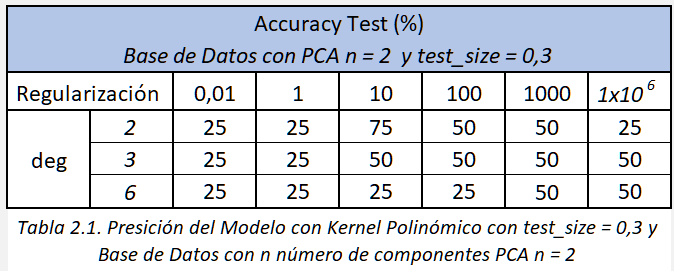 Accuracy Test (%)
Base de Datos con PCA n = 2 y test_size = 0,3
Regularización 0,01 1 10 100 1000 1x10⁶
deg 2 25 25 75 50 50 25
3 25 25 50 50 50 50
6 25 25 25 25 50 50
Tabla 2.1. Presición del Modelo con Kernel Polinómico con test_size = 0,3 y
Base de Datos con n número de componentes PCA n = 2